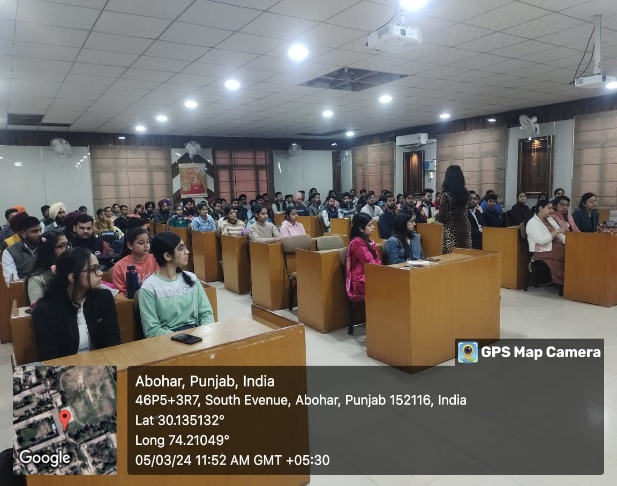 GPS Map Camera
Abohar, Punjab, India
46P5+3R7, South Evenue, Abohar, Punjab 152116, India
Lat 30.135132°
Long 74.21049°
05/03/24 11:52 AM GMT +05:30
Google